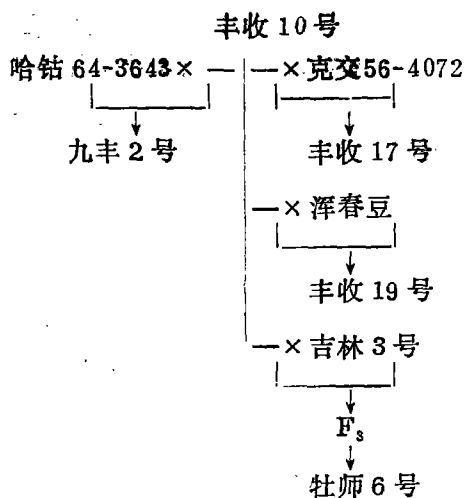 丰收10号
哈钴64-3643× — — ×克交56-4072
九丰2号 丰收17号
— ×浑春豆
丰收19号
— ×吉林3号
F₃
牡师6号